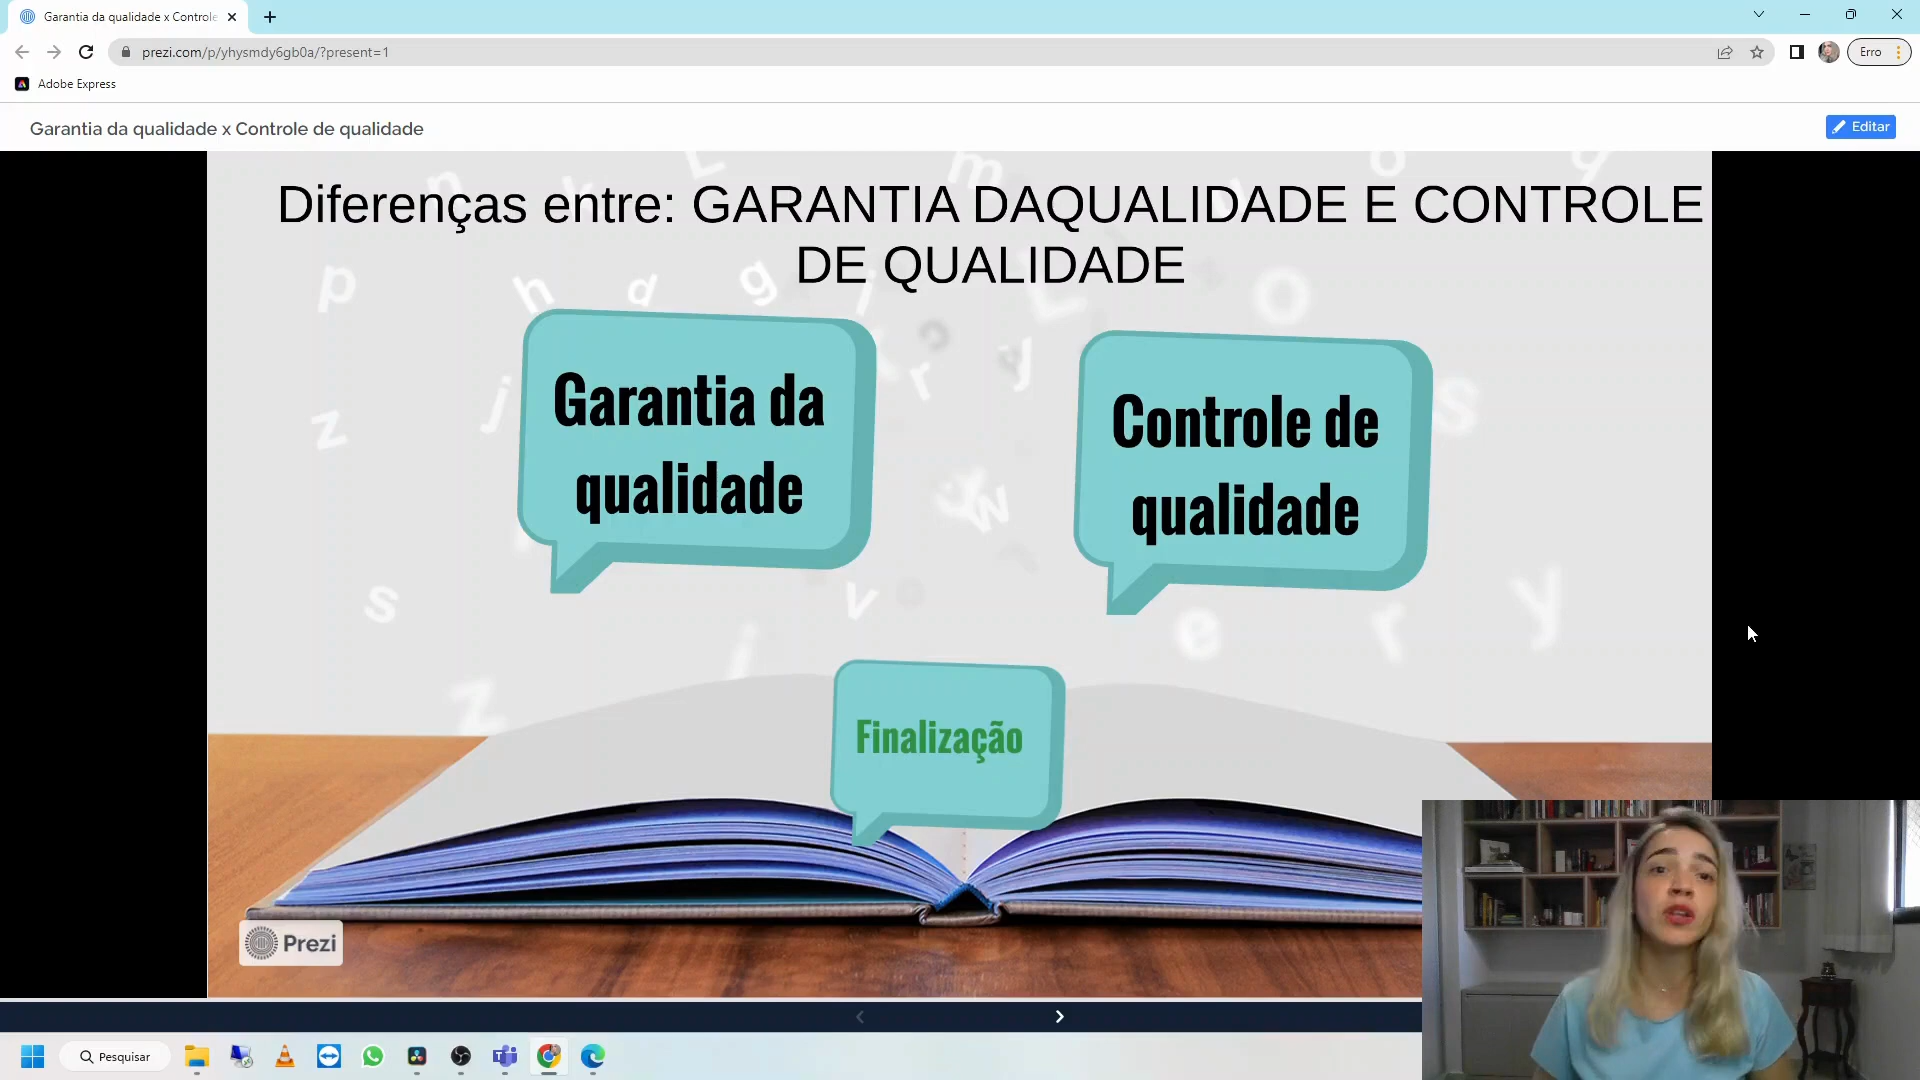 Garantia da qualidade x Controle
prezi.com/p/yhysmdy6gb0a/?present=1
Erro
Adobe Express
Garantia da qualidade x Controle de qualidade
Editar
Diferenças entre: GARANTIA DAQUALIDADE E CONTROLE
DE QUALIDADE
Garantia da
qualidade
Controle de
qualidade
Finalização
Prezi
Pesquisar